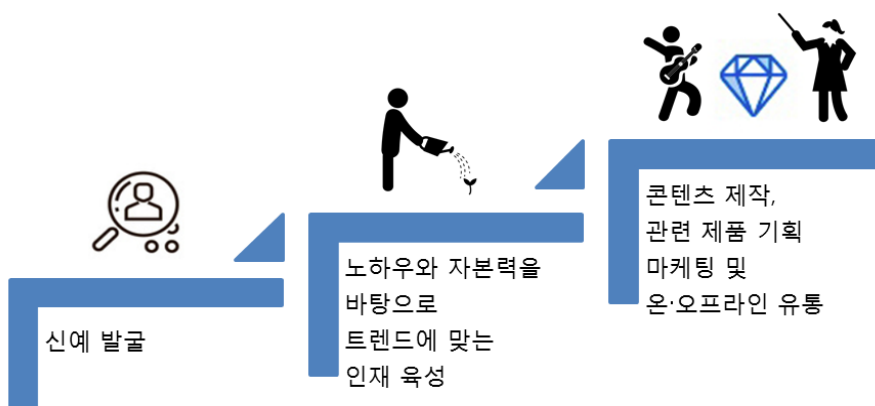 신예 발굴
노하우와 자본력을
바탕으로
트렌드에 맞는
인재 육성
콘텐츠 제작,
관련 제품 기획
마케팅 및
온·오프라인 유통